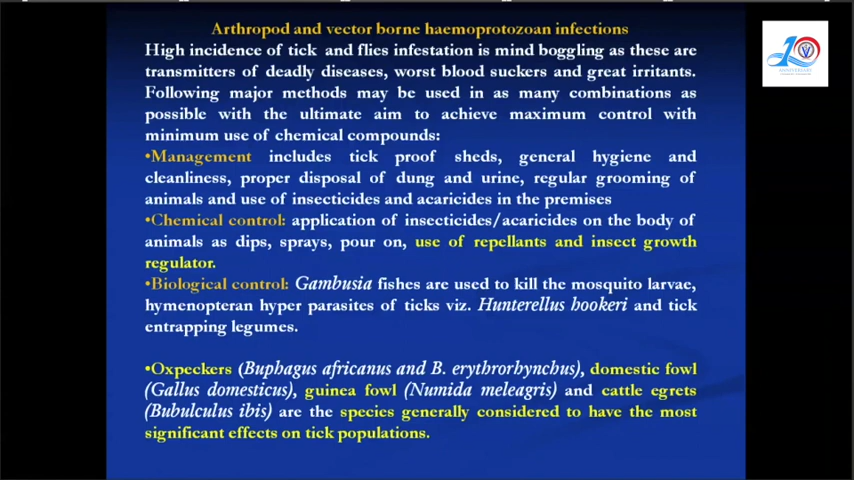 Arthropod and vector borne haemoprotozoan infections
High incidence of tick and flies infestation is mind boggling as these are
transmitters of deadly diseases, worst blood suckers and great irritants.
Following major methods may be used in as many combinations as
possible with the ultimate aim to achieve maximum control with
minimum use of chemical compounds:
•Management includes tick proof sheds, general hygiene and
cleanliness, proper disposal of dung and urine, regular grooming of
animals and use of insecticides and acaricides in the premises
•Chemical control: application of insecticides/acaricides on the body of
animals as dips, sprays, pour on, use of repellants and insect growth
regulator.
•Biological control: Gambusia fishes are used to kill the mosquito larvae,
hymenopteran hyper parasites of ticks viz. Hunterellus hookeri and tick
entrapping legumes.
•Oxpeckers (Buphagus africanus and B. erythrorhynchus), domestic fowl
(Gallus domesticus), guinea fowl (Numida meleagris) and cattle egrets
(Bubulculus ibis) are the species generally considered to have the most
significant effects on tick populations.
10
ANNIVERSARY